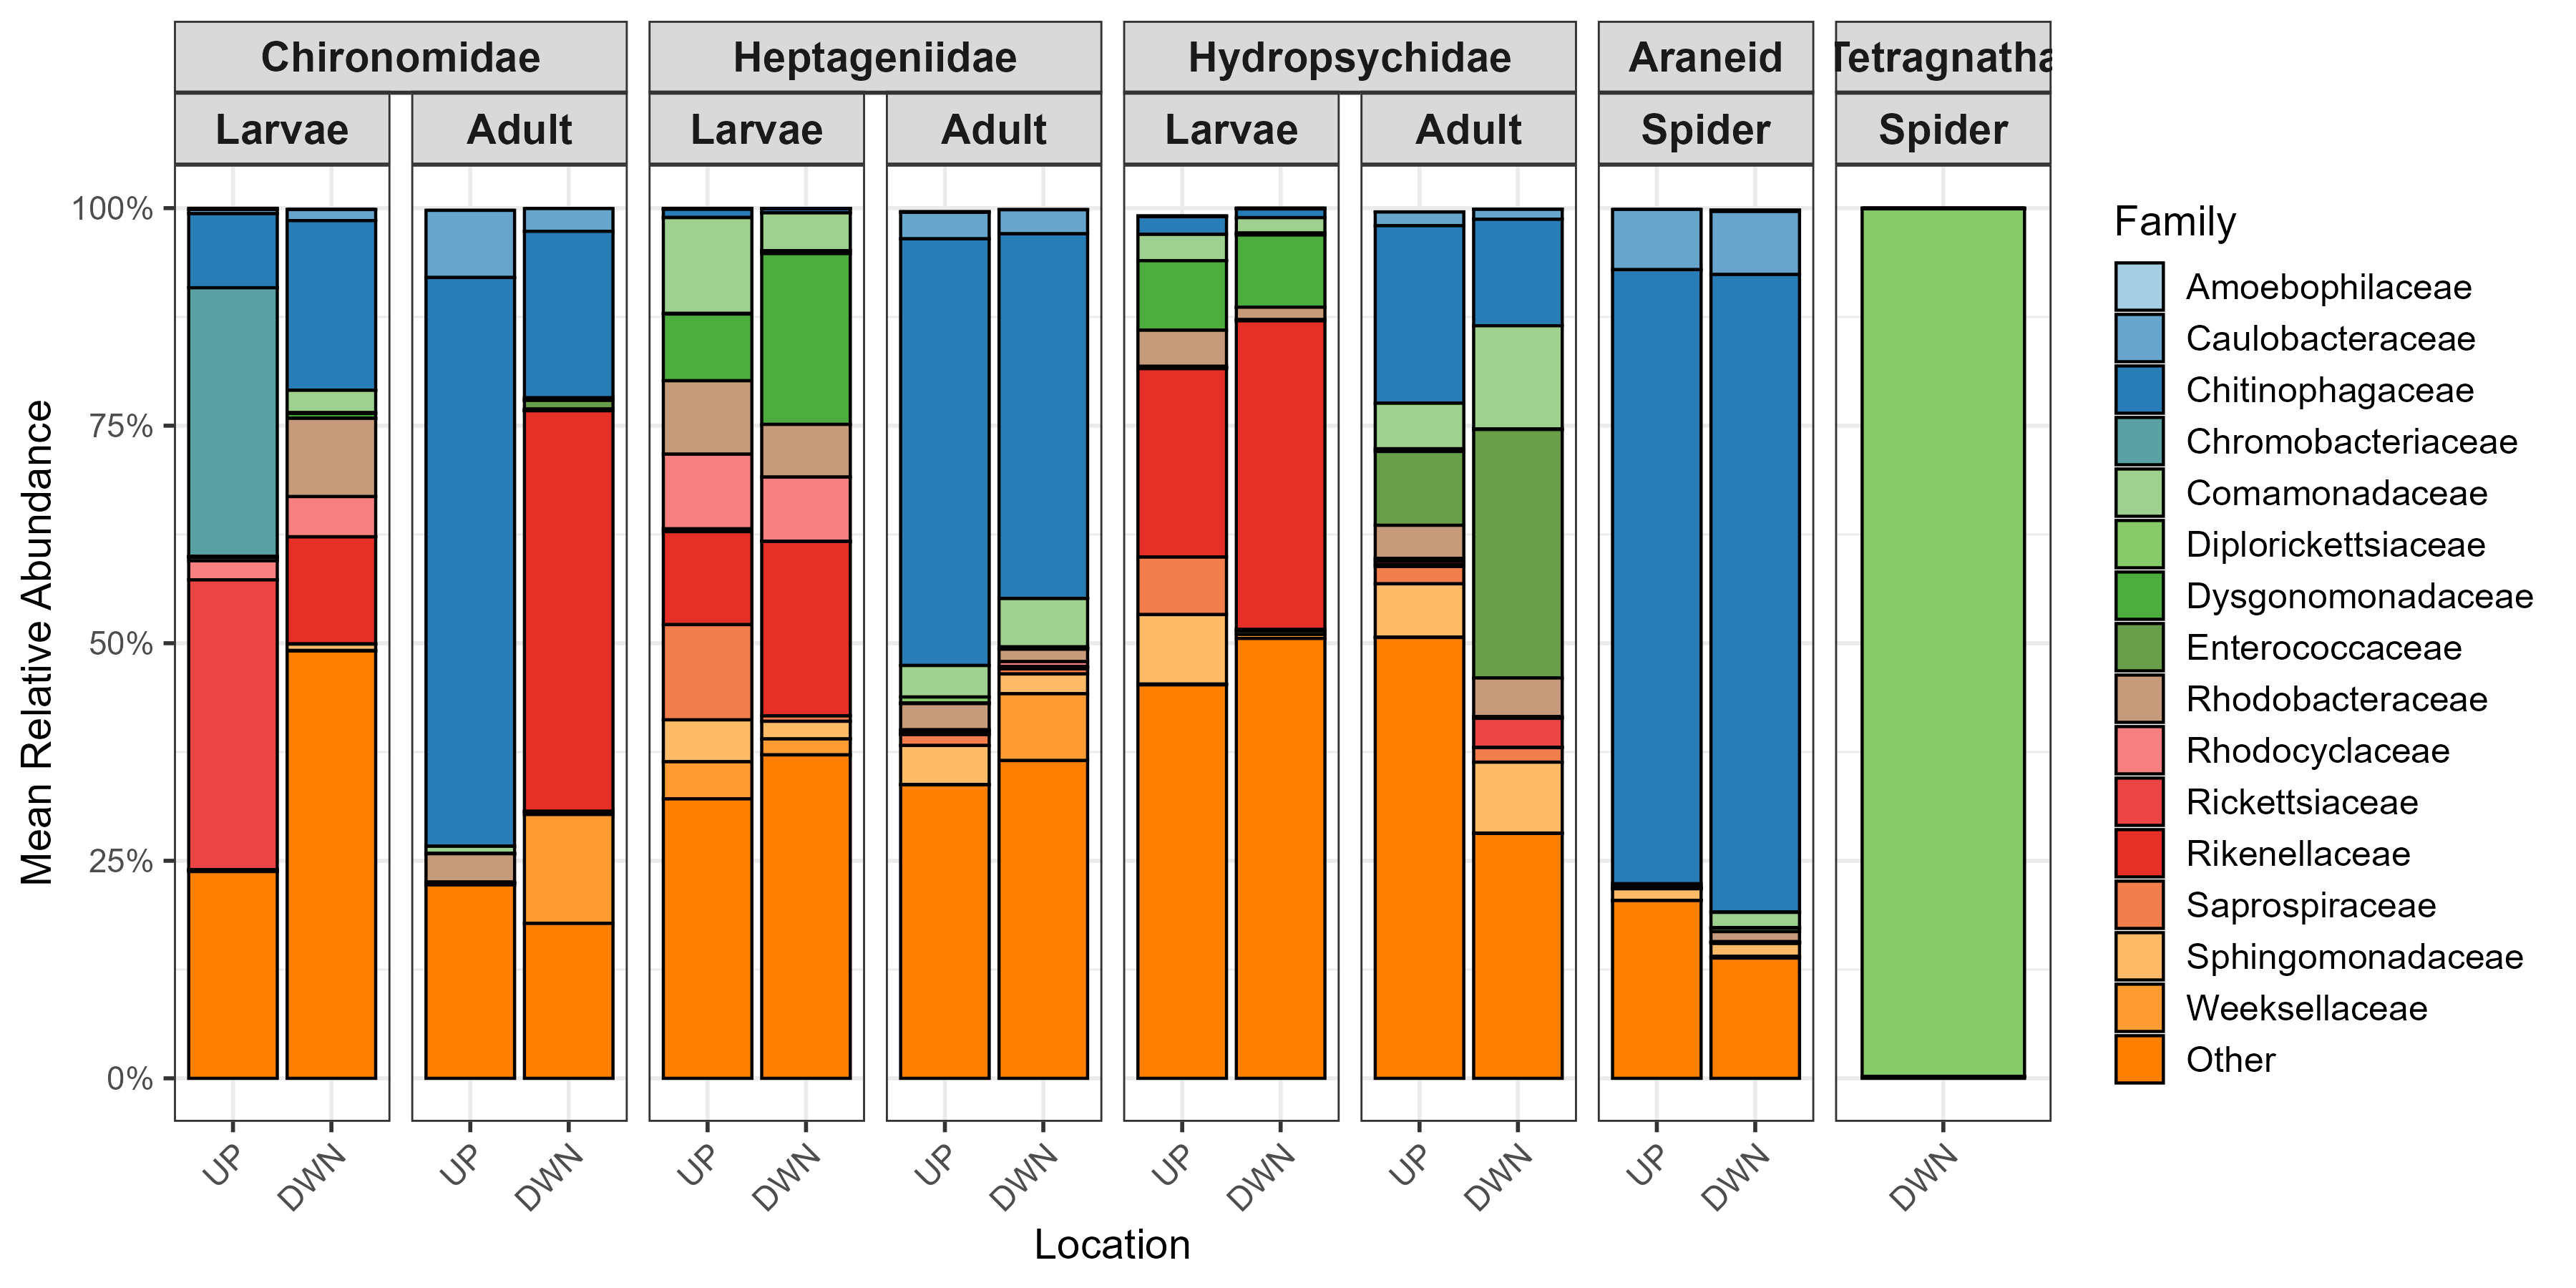 Chironomidae Heptageniidae Hydropsychidae Araneid Tetragnatha
Larvae Adult Larvae Adult Larvae Adult Spider Spider
100%
75%
50%
25%
0%
Mean Relative Abundance
UP DWN UP DWN UP DWN UP DWN UP DWN UP DWN UP DWN DWN
Location
Family
Amoebophilaceae
Caulobacteraceae
Chitinophagaceae
Chromobacteriaceae
Comamonadaceae
Diplorickettsiaceae
Dysgonomonadaceae
Enterococcaceae
Rhodobacteraceae
Rhodocyclaceae
Rickettsiaceae
Rikenellaceae
Saprospiraceae
Sphingomonadaceae
Weeksellaceae
Other